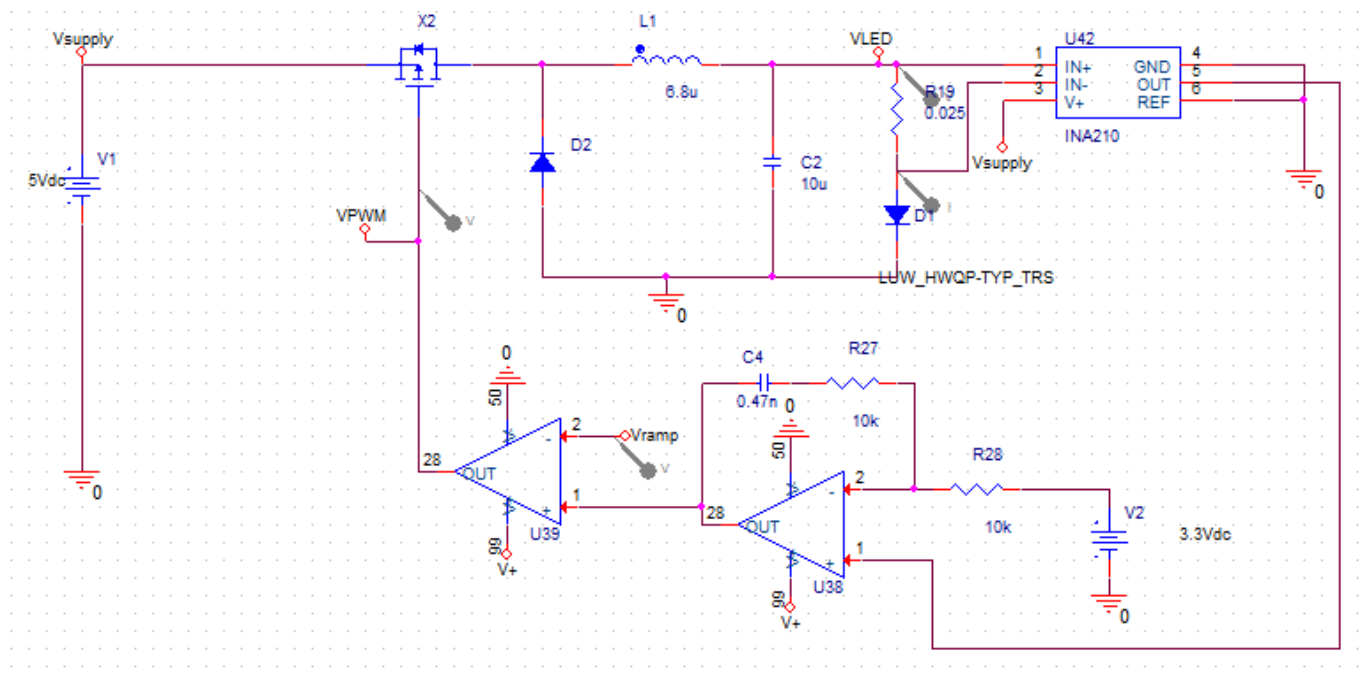 X2
L1
Vsupply
VLED
U42
1
IN+
GND
4
2
IN-
OUT
5
3
V+
REF
6
6.8u
R19
0.025
INA210
V1
D2
5Vdc
C2
10u
Vsupply
0
VPWM
V
I
D1
LUW_HWQP-TYP_TRS
0
0
R27
C4
0
0.47n
0
10k
50
2
Vramp
50
R28
28
OUT
-
V
+
1
28
OUT
-
2
10k
V2
3.3Vdc
U39
99
V+
+
1
U38
99
V+
0